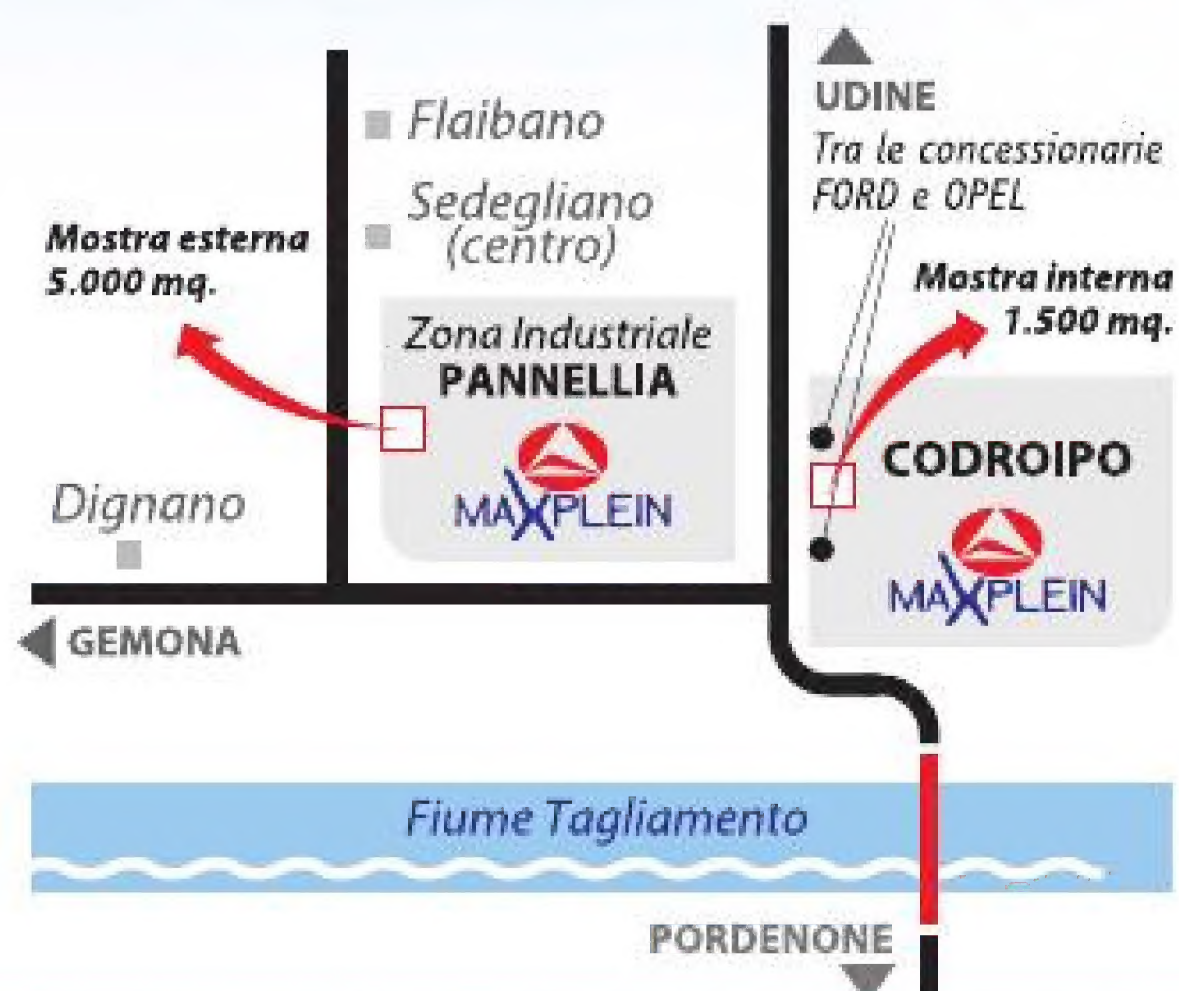 UDINE
Tra le concessionarie
FORD e OPEL
Flaibano
Sedegliano
(centro)
Mostra esterna
5.000 mq.
Mostra interna
1.500 mq.
Zona Industriale
PANNELLIA
MAXPLEIN
CODROIPO
MAXPLEIN
Dignano
GEMONA
Fiume Tagliamento
PORDENONE